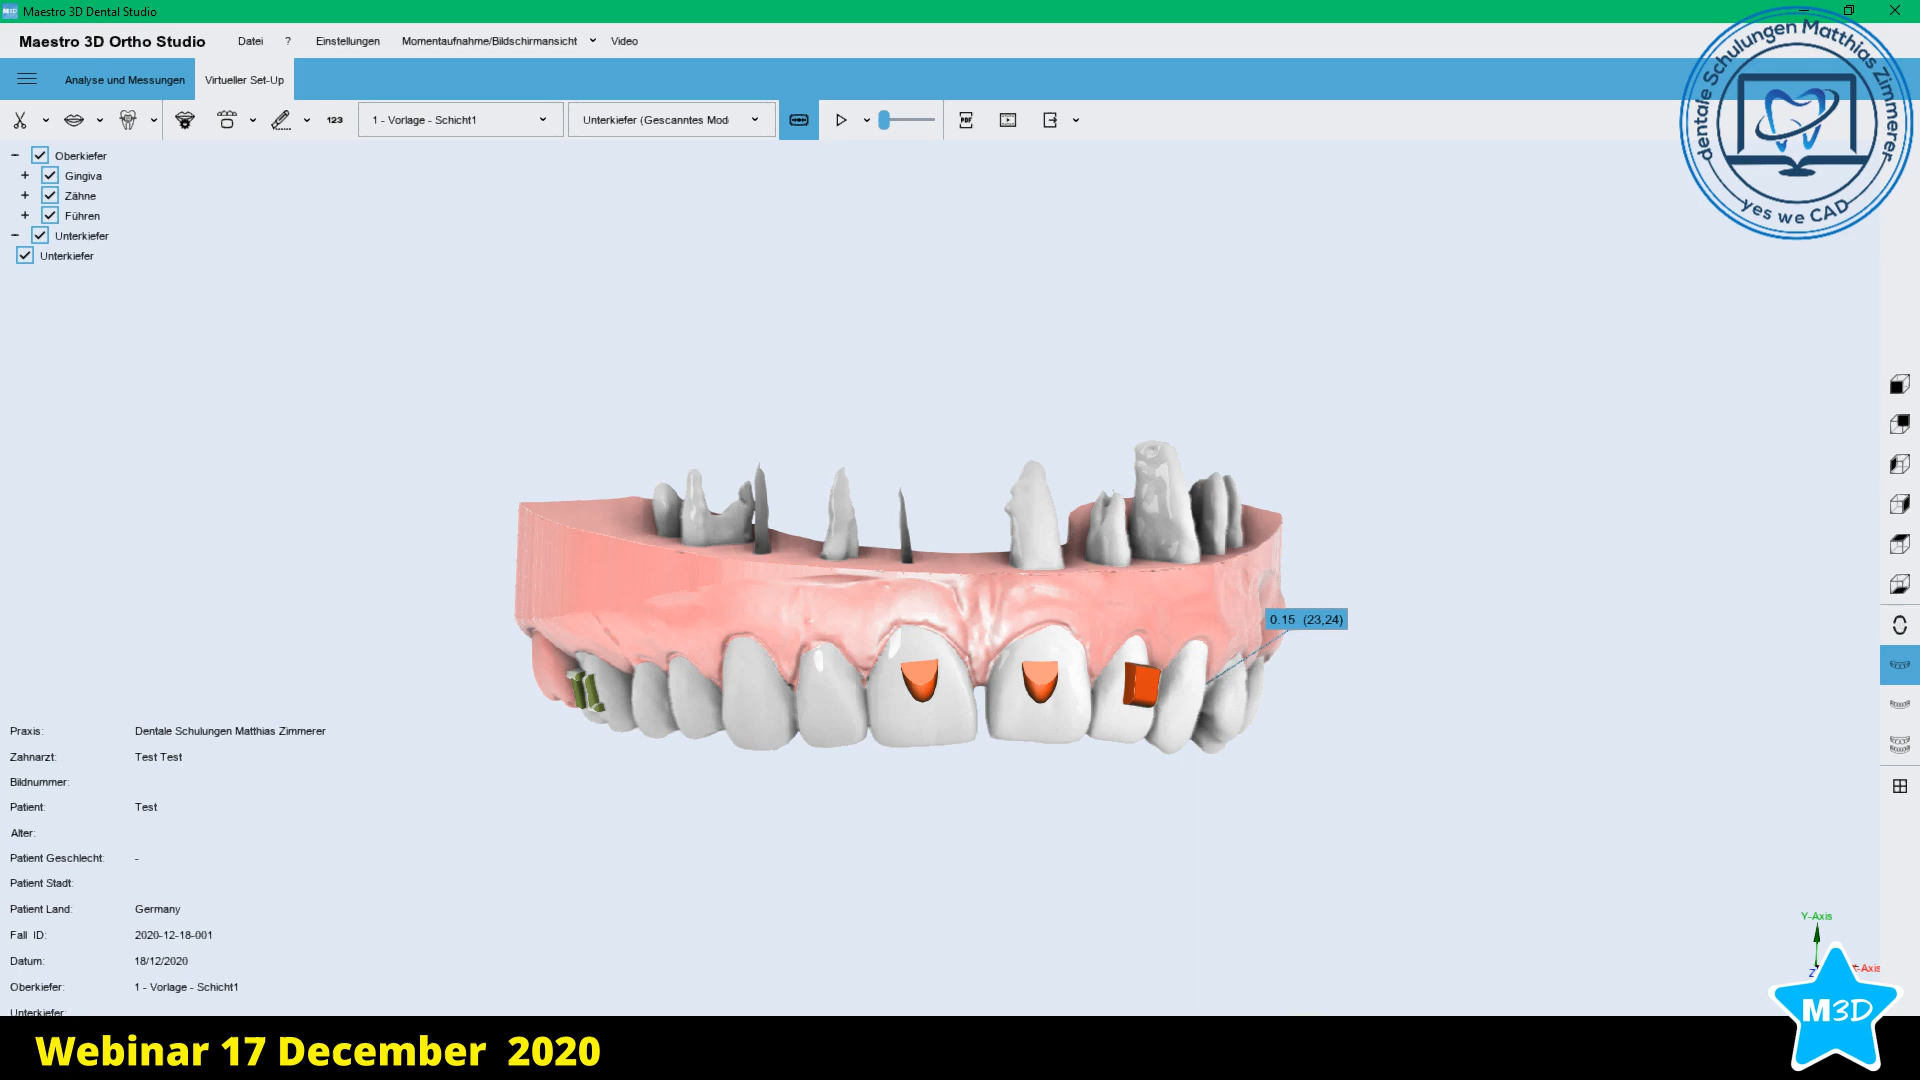 Maestro 3D Dental Studio
Maestro 3D Ortho Studio Datei ? Einstellungen Momentaufnahme/Bildschirmansicht Video
Analyse und Messungen Virtueller Set-Up
123 1 - Vorlage - Schicht1 Unterkiefer (Gescanntes Mod PDF
dentale Schulungen Matthias Zimmerer
yes we CAD
Oberkiefer
Gingiva
Zähne
Führen
Unterkiefer
Unterkiefer
0.15 (23,24)
Praxis: Dentale Schulungen Matthias Zimmerer
Zahnarzt: Test Test
Bildnummer:
Patient: Test
Alter:
Patient Geschlecht: -
Patient Stadt:
Patient Land: Germany
Fall ID: 2020-12-18-001
Datum: 18/12/2020
Oberkiefer: 1 - Vorlage - Schicht1
Unterkiefer:
Y-Axis
Z
-Axis
M3D
Webinar 17 December 2020